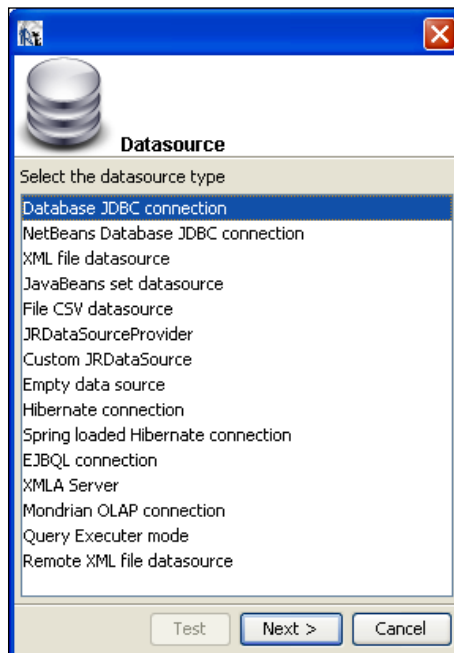 Datasource
Select the datasource type
Database JDBC connection
NetBeans Database JDBC connection
XML file datasource
JavaBeans set datasource
File CSV datasource
JRDataSourceProvider
Custom JRDataSource
Empty data source
Hibernate connection
Spring loaded Hibernate connection
EJBQL connection
XMLA Server
Mondrian OLAP connection
Query Executer mode
Remote XML file datasource
Test Next > Cancel